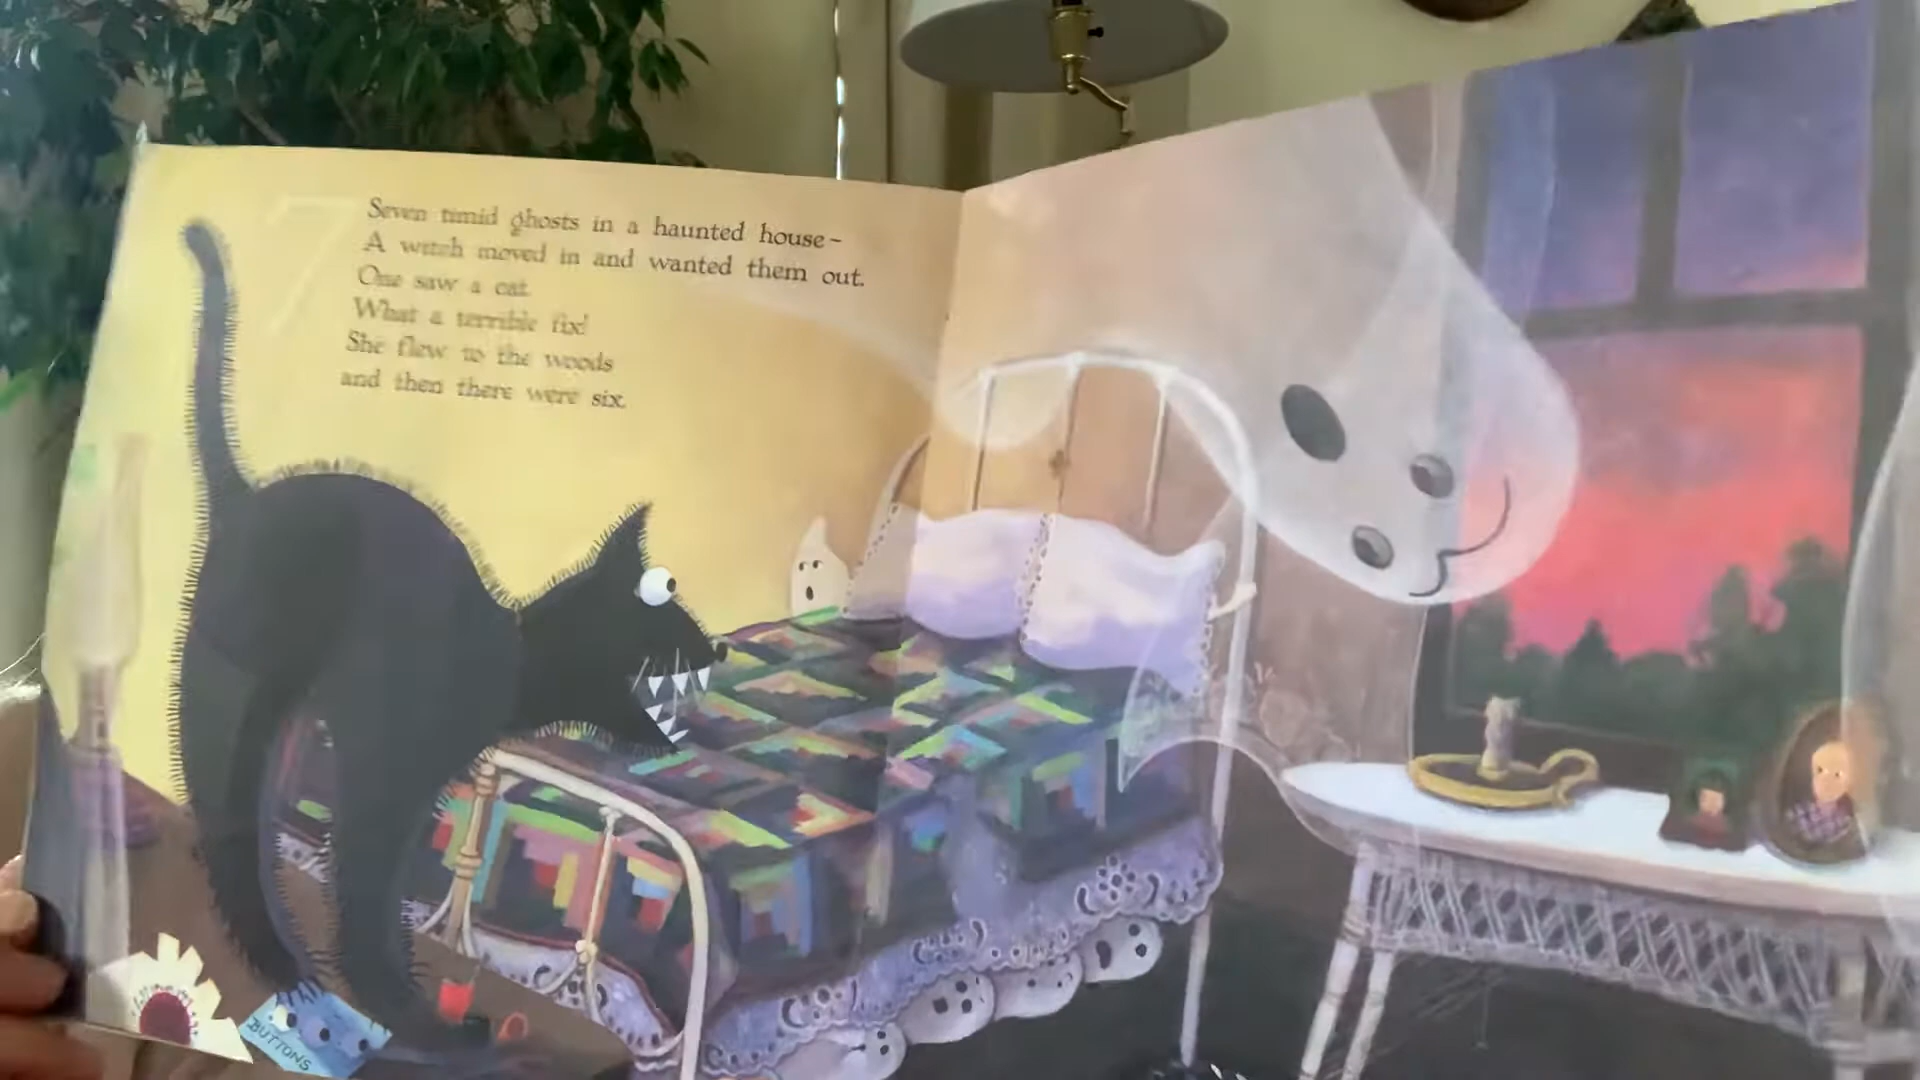 7
Seven timid ghosts in a haunted house–
A witch moved in and wanted them out.
One saw a cat.
What a terrible fix!
She flew to the woods
and then there were six.
BUTTONS